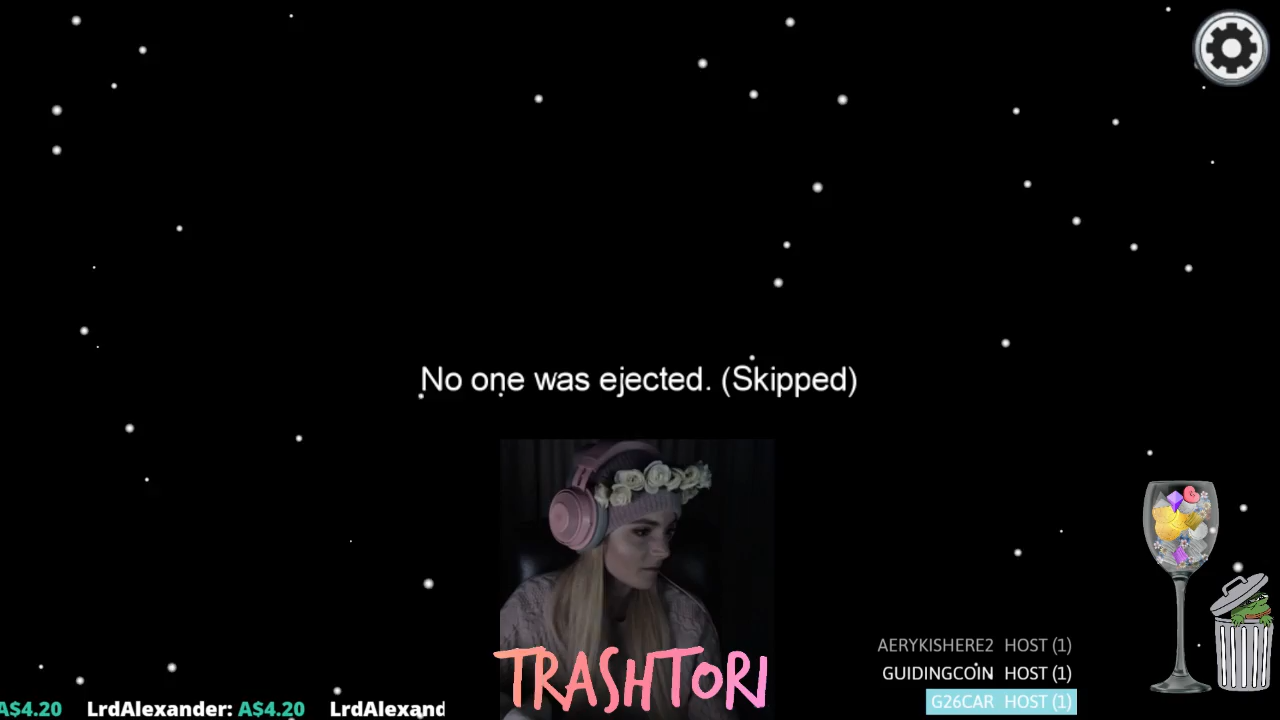 No one was ejected. (Skipped)
TRASHTORI
AERYKISHERE2 HOST (1)
GUIDINGCOIN HOST (1)
G26CAR HOST (1)
A$4.20 LrdAlexander: A$4.20 LrdAlexand